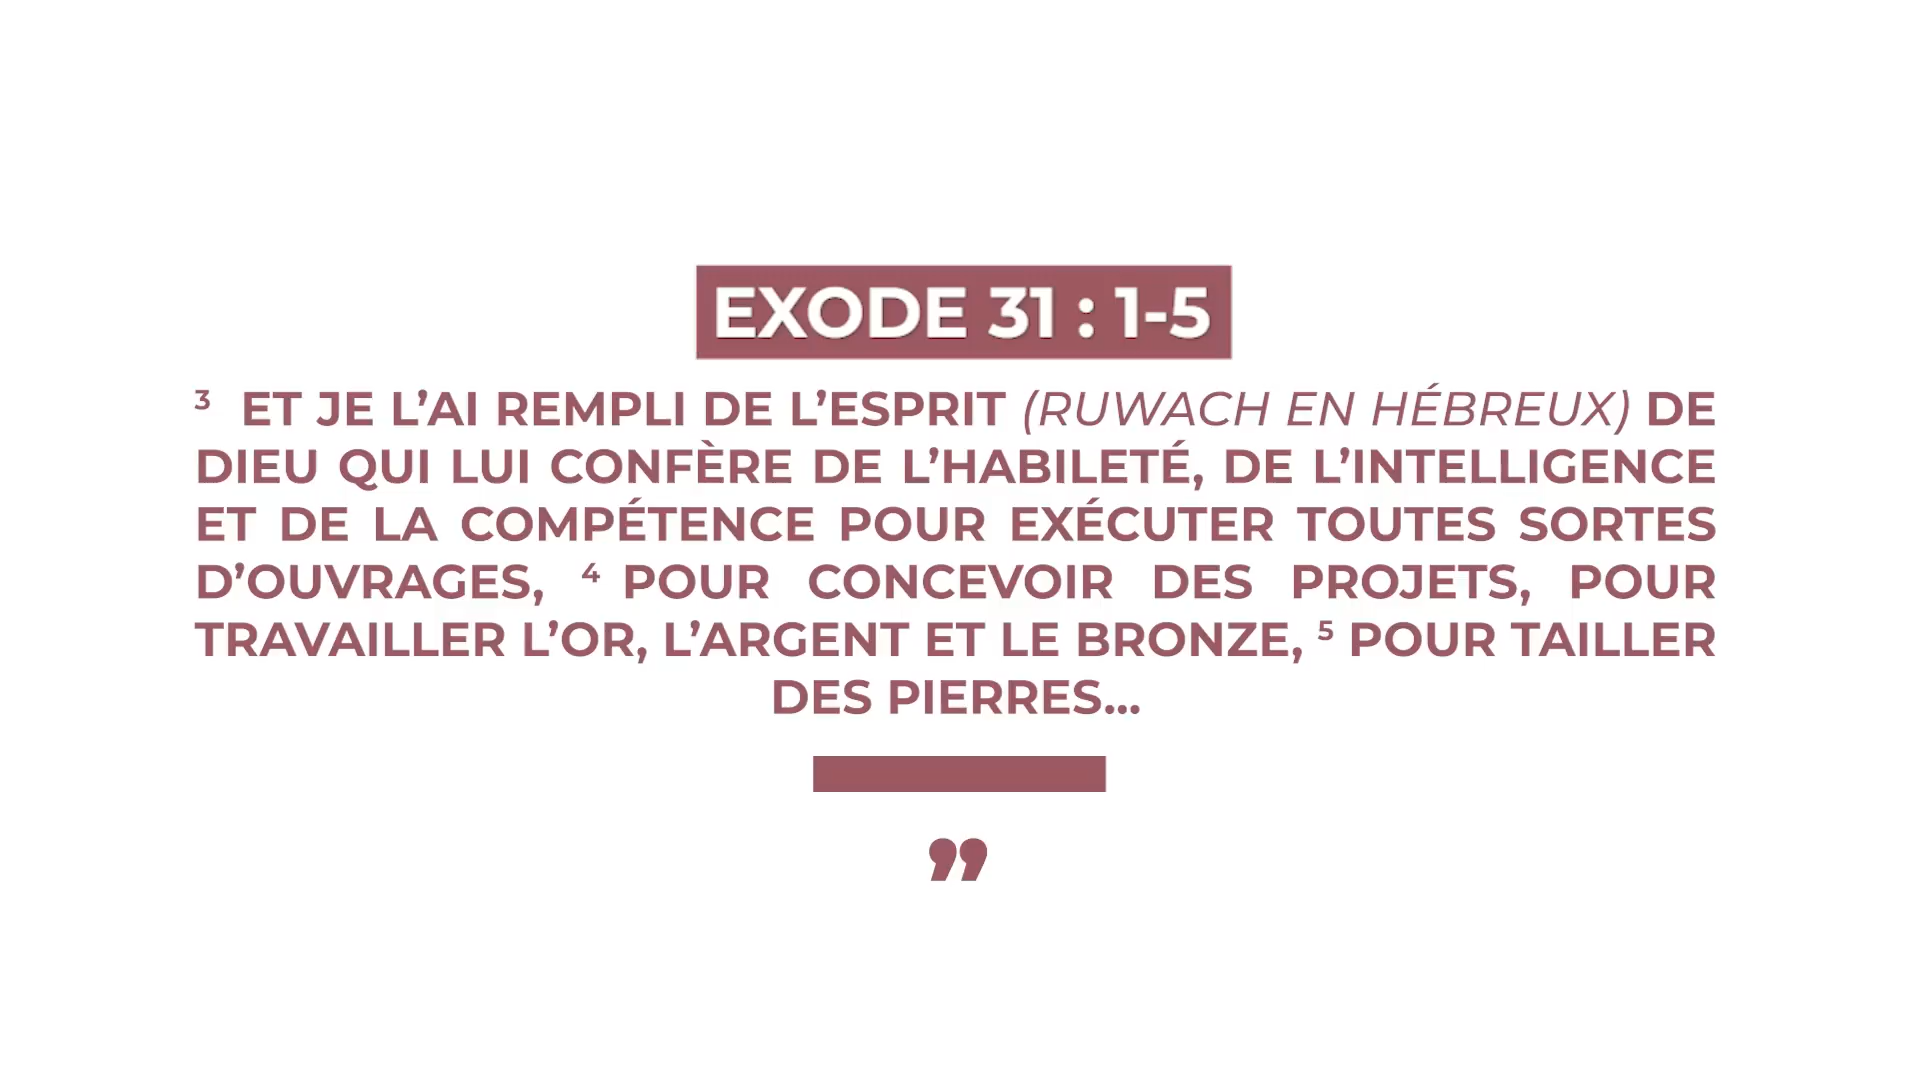 EXODE 31 : 1-5
³ ET JE L’AI REMPLI DE L’ESPRIT (RUWACH EN HÉBREUX) DE
DIEU QUI LUI CONFÈRE DE L’HABILETÉ, DE L’INTELLIGENCE
ET DE LA COMPÉTENCE POUR EXÉCUTER TOUTES SORTES
D’OUVRAGES, ⁴ POUR CONCEVOIR DES PROJETS, POUR
TRAVAILLER L’OR, L’ARGENT ET LE BRONZE, ⁵ POUR TAILLER
DES PIERRES...
”